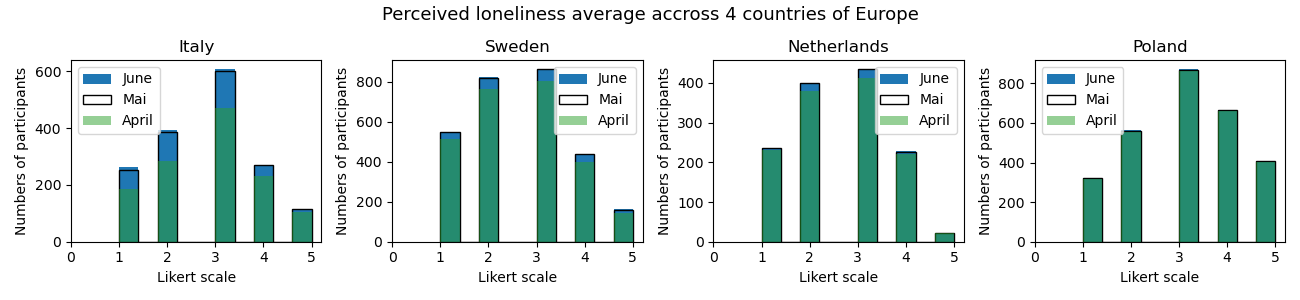 Perceived loneliness average accross 4 countries of Europe
Italy
Numbers of participants
600
400
200
0
0 1 2 3 4 5
Likert scale
June
Mai
April
Sweden
Numbers of participants
800
600
400
200
0
0 1 2 3 4 5
Likert scale
June
Mai
April
Netherlands
Numbers of participants
400
300
200
100
0
0 1 2 3 4 5
Likert scale
June
Mai
April
Poland
Numbers of participants
800
600
400
200
0
0 1 2 3 4 5
Likert scale
June
Mai
April